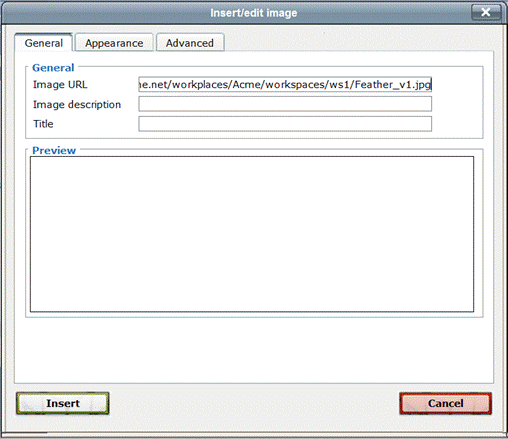 Insert/edit image
General Appearance Advanced
General
Image URL ne.net/workplaces/Acme/workspaces/ws1/Feather_v1.jpg
Image description
Title
Preview
Insert Cancel